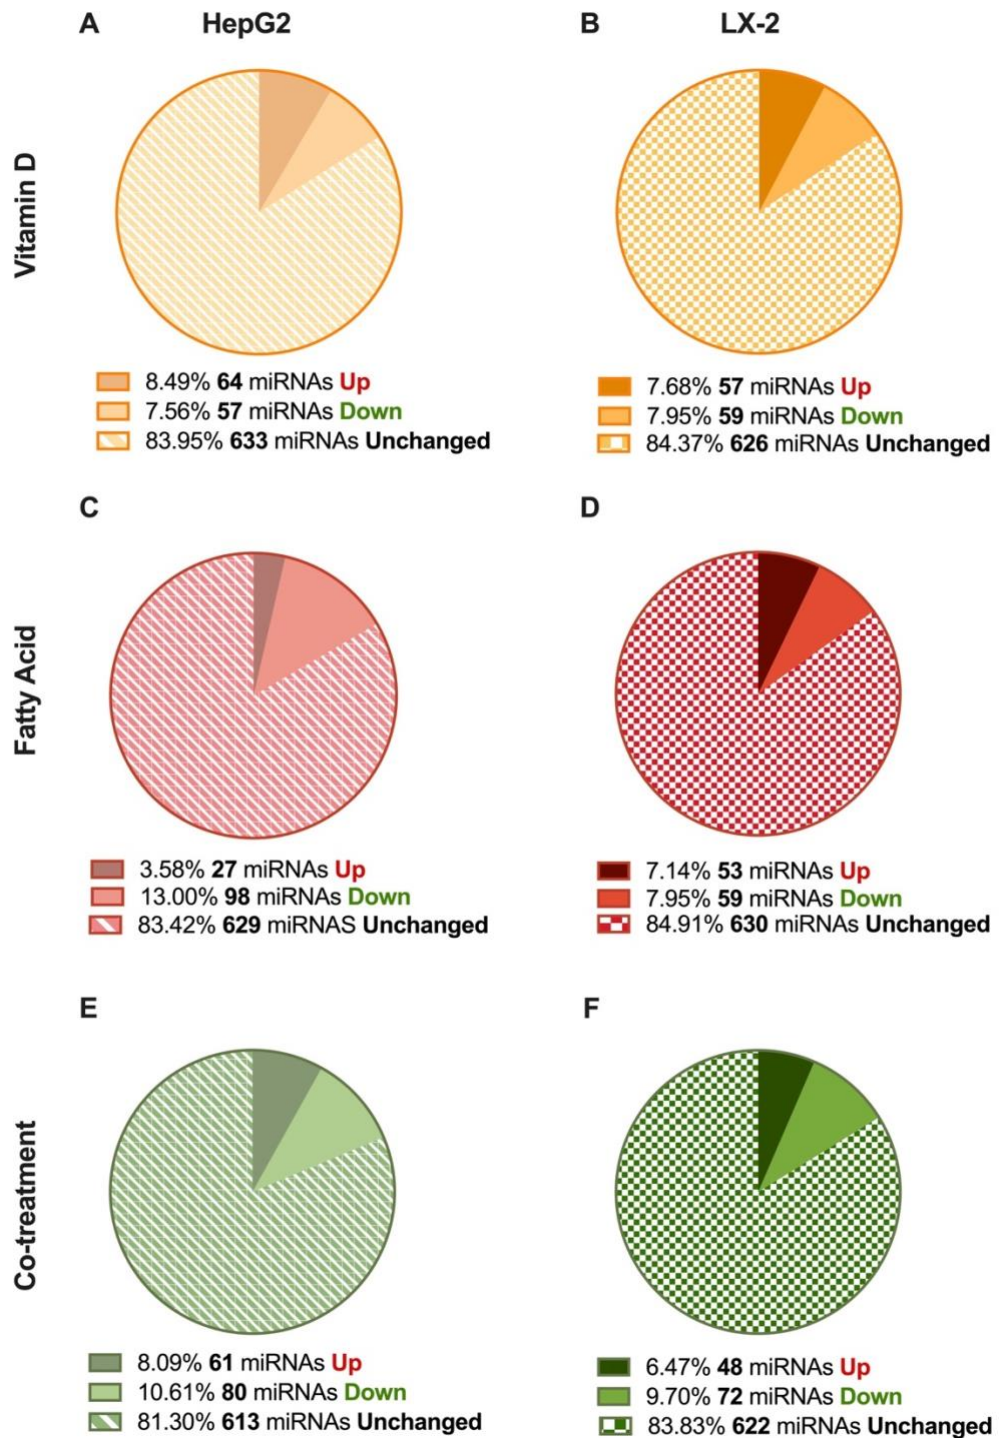 A HepG2
B LX-2
Vitamin D
8.49% 64 miRNAs Up
7.56% 57 miRNAs Down
83.95% 633 miRNAs Unchanged
7.68% 57 miRNAs Up
7.95% 59 miRNAs Down
84.37% 626 miRNAs Unchanged
C
D
Fatty Acid
3.58% 27 miRNAs Up
13.00% 98 miRNAs Down
83.42% 629 miRNAS Unchanged
7.14% 53 miRNAs Up
7.95% 59 miRNAs Down
84.91% 630 miRNAs Unchanged
E
F
Co-treatment
8.09% 61 miRNAs Up
10.61% 80 miRNAs Down
81.30% 613 miRNAs Unchanged
6.47% 48 miRNAs Up
9.70% 72 miRNAs Down
83.83% 622 miRNAs Unchanged